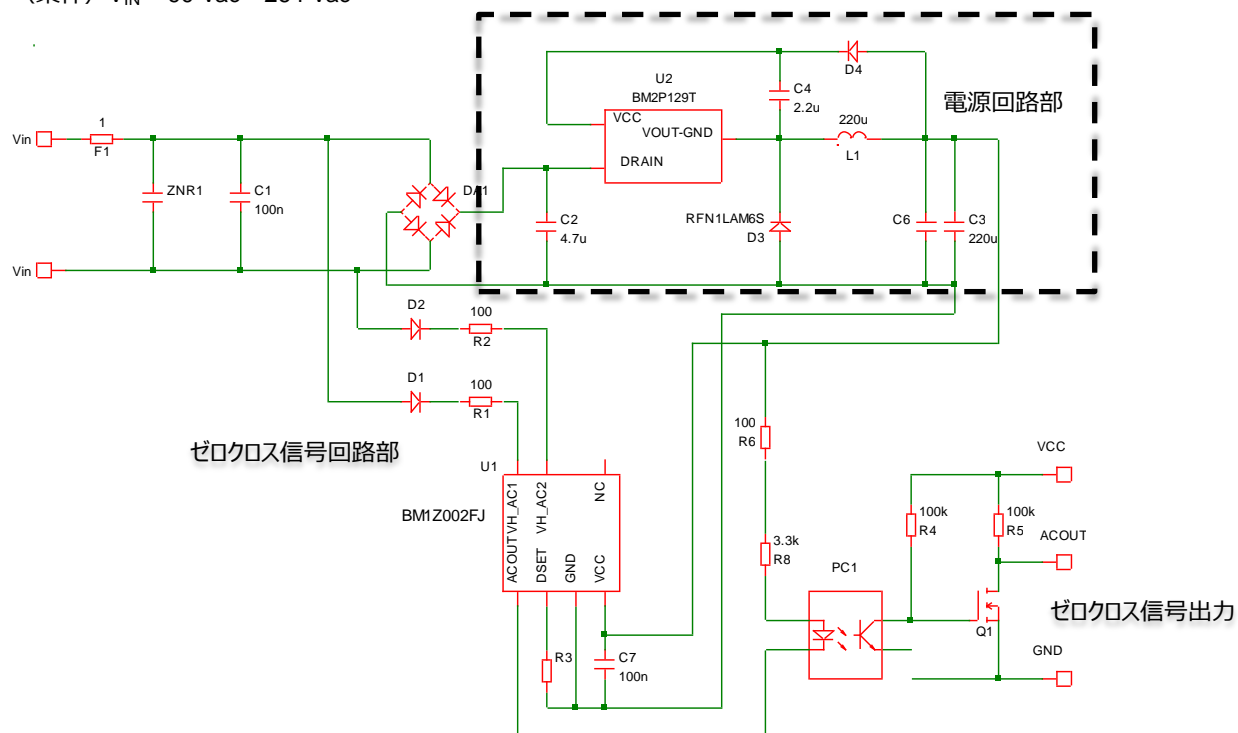 U2
BM2P129T
VCC
VOUT-GND
DRAIN
D4
C4
2.2u
電源回路部
220u
L1
Vin
1
F1
ZNR1
C1
100n
DA1
C2
4.7u
RFN1LAM6S
D3
C6
C3
220u
Vin
D2
100
R2
D1
100
R1
ゼロクロス信号回路部
U1
BM1Z002FJ
VH_AC1
VH_AC2
NC
ACOUT
DSET
GND
VCC
R3
C7
100n
100
R6
3.3k
R8
PC1
100k
R4
100k
R5
VCC
ACOUT
Q1
ゼロクロス信号出力
GND